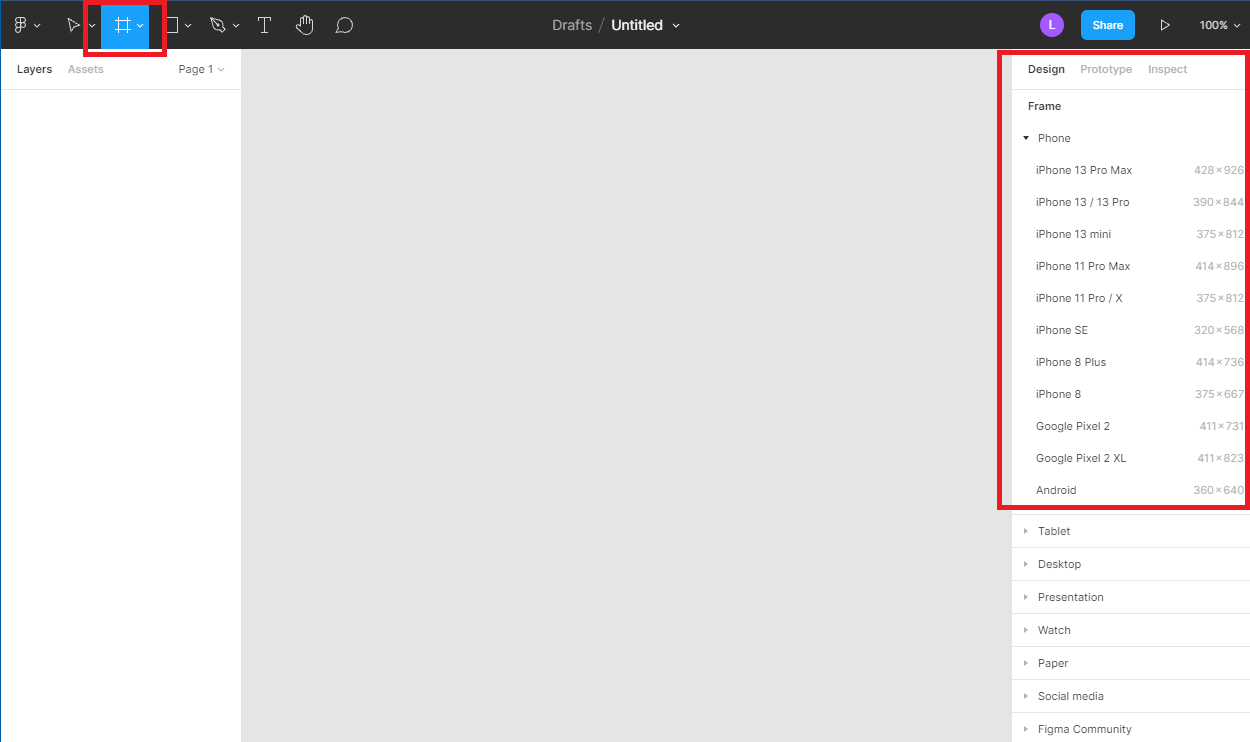 Drafts / Untitled
L
Share
100%
Layers Assets Page 1
Design Prototype Inspect
Frame
Phone
iPhone 13 Pro Max 428×926
iPhone 13 / 13 Pro 390×844
iPhone 13 mini 375×812
iPhone 11 Pro Max 414×896
iPhone 11 Pro / X 375×812
iPhone SE 320×568
iPhone 8 Plus 414×736
iPhone 8 375×667
Google Pixel 2 411×731
Google Pixel 2 XL 411×823
Android 360×640
Tablet
Desktop
Presentation
Watch
Paper
Social media
Figma Community